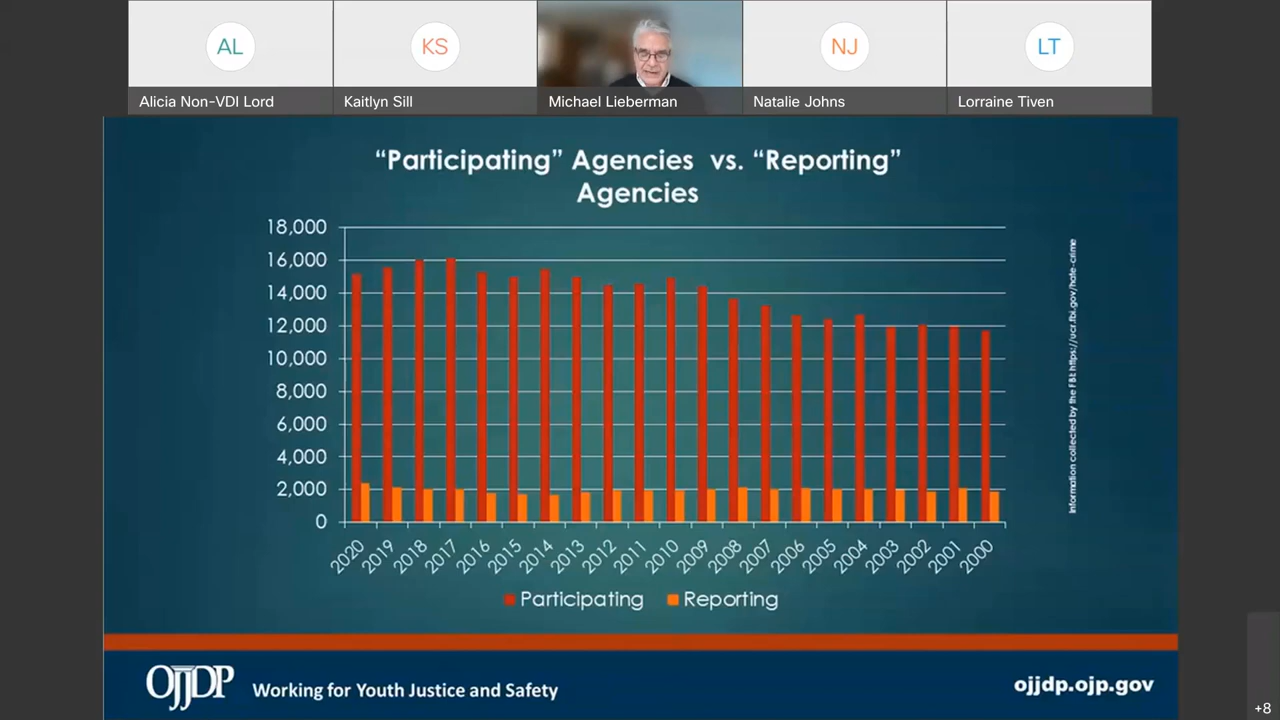 AL
KS
NJ
LT
Alicia Non-VDI Lord
Kaitlyn Sill
Michael Lieberman
Natalie Johns
Lorraine Tiven
“Participating” Agencies vs. “Reporting”
Agencies
18,000
16,000
14,000
12,000
10,000
8,000
6,000
4,000
2,000
0
2020
2019
2018
2017
2016
2015
2014
2013
2012
2011
2010
2009
2008
2007
2006
2005
2004
2003
2002
2001
2000
Participating
Reporting
Information collected by the FBI: https://ucr.fbi.gov/hate-crime
OJJDP
Working for Youth Justice and Safety
ojjdp.ojp.gov
+8